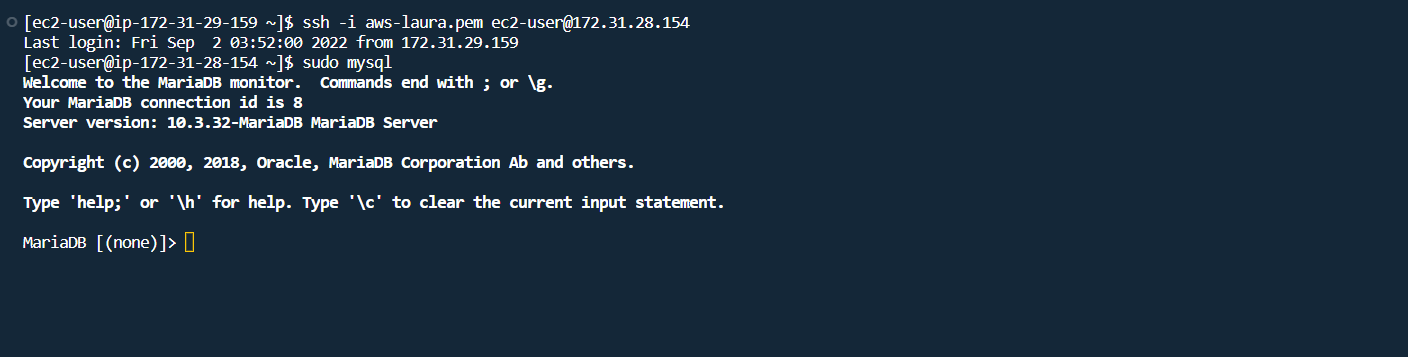 [ec2-user@ip-172-31-29-159 ~]$ ssh -i aws-laura.pem ec2-user@172.31.28.154
Last login: Fri Sep  2 03:52:00 2022 from 172.31.29.159
[ec2-user@ip-172-31-28-154 ~]$ sudo mysql
Welcome to the MariaDB monitor.  Commands end with ; or \g.
Your MariaDB connection id is 8
Server version: 10.3.32-MariaDB MariaDB Server
Copyright (c) 2000, 2018, Oracle, MariaDB Corporation Ab and others.
Type 'help;' or '\h' for help. Type '\c' to clear the current input statement.
MariaDB [(none)]>